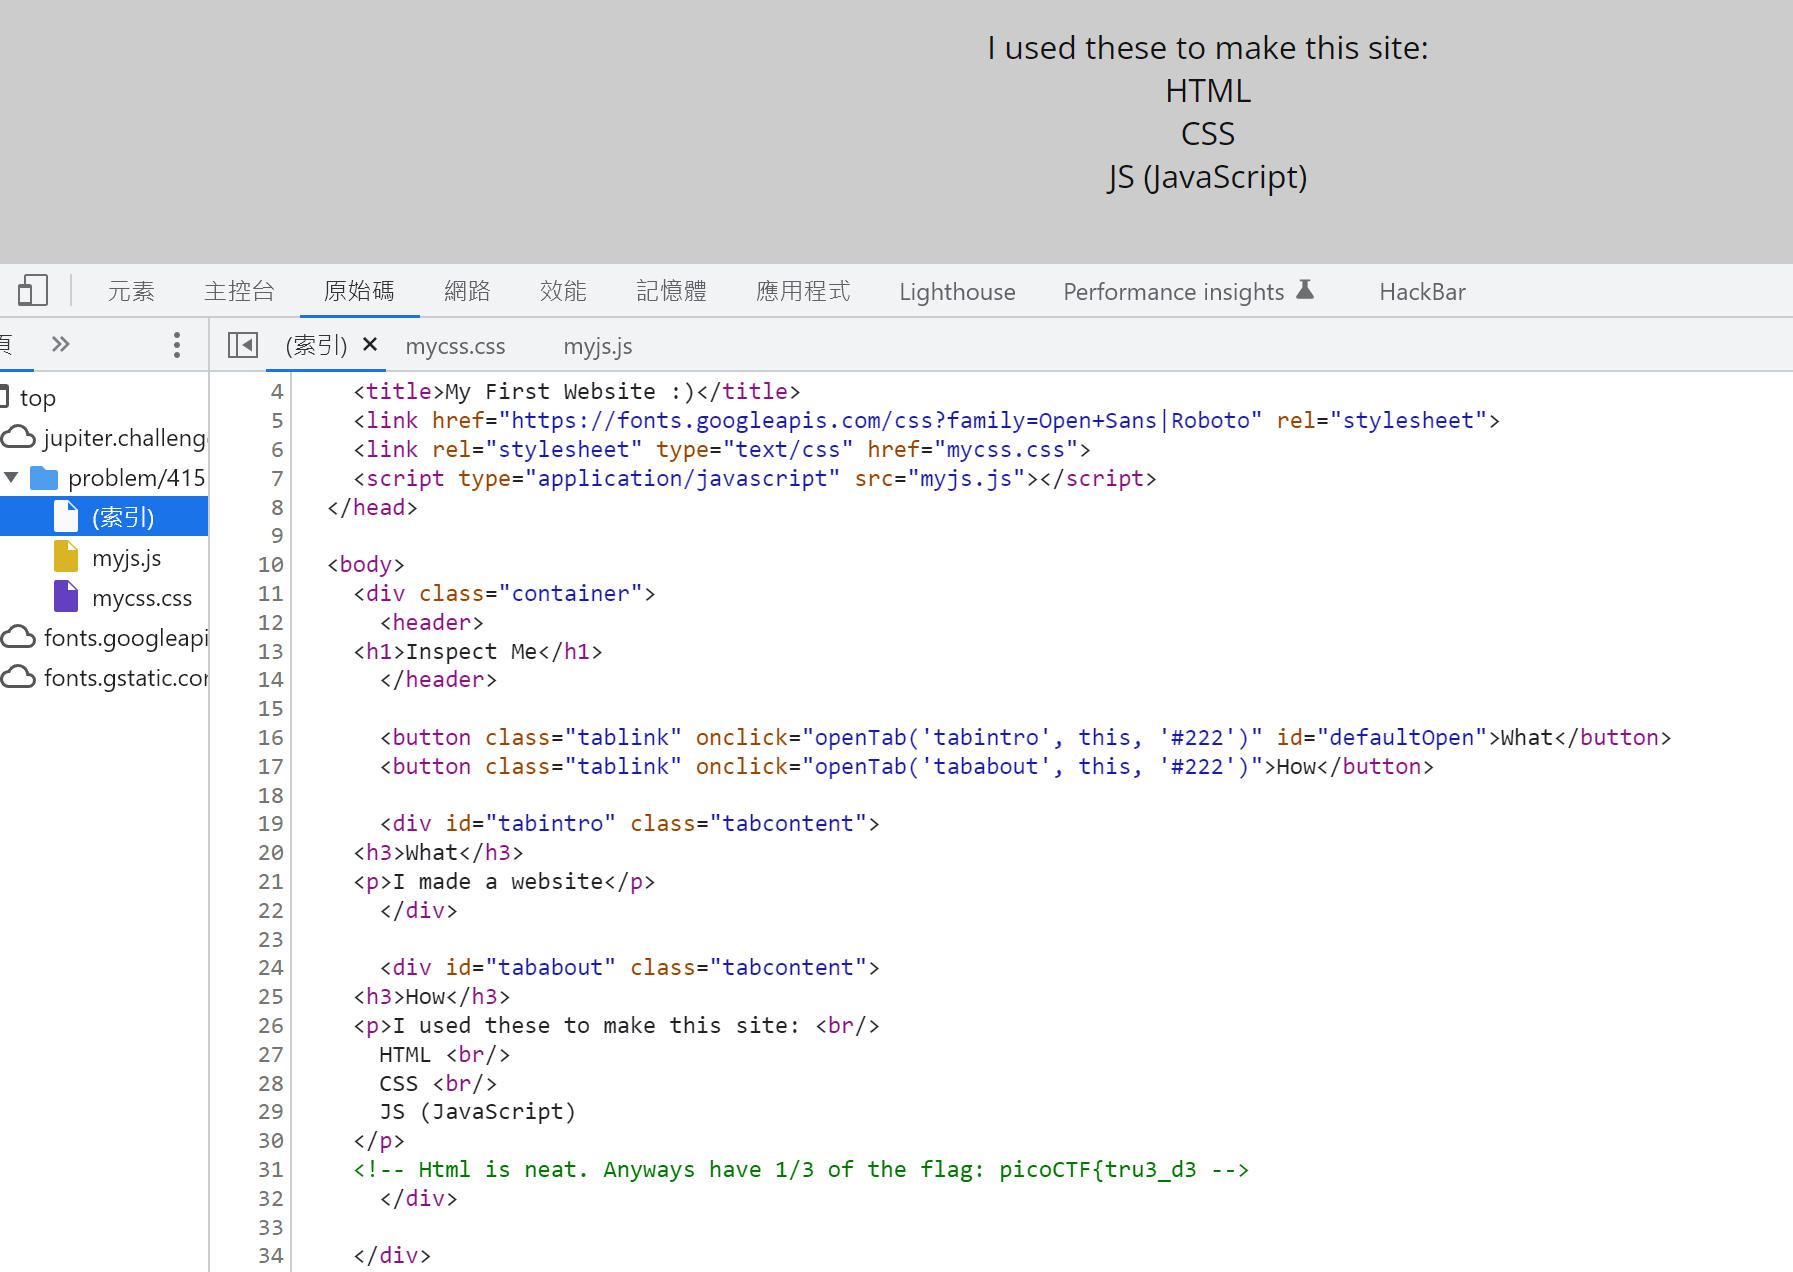 I used these to make this site:
HTML
CSS
JS (JavaScript)
元素 主控台 原始碼 網路 效能 記憶體 應用程式 Lighthouse Performance insights HackBar
頁 (索引) × mycss.css myjs.js
top
jupiter.challeng
problem/415
(索引)
myjs.js
mycss.css
fonts.googleapi
fonts.gstatic.cor
4 <title>My First Website :)</title>
5 <link href="https://fonts.googleapis.com/css?family=Open+Sans|Roboto" rel="stylesheet">
6 <link rel="stylesheet" type="text/css" href="mycss.css">
7 <script type="application/javascript" src="myjs.js"></script>
8 </head>
9
10 <body>
11 <div class="container">
12 <header>
13 <h1>Inspect Me</h1>
14 </header>
15
16 <button class="tablink" onclick="openTab('tabintro', this, '#222')" id="defaultOpen">What</button>
17 <button class="tablink" onclick="openTab('tababout', this, '#222')">How</button>
18
19 <div id="tabintro" class="tabcontent">
20 <h3>What</h3>
21 <p>I made a website</p>
22 </div>
23
24 <div id="tababout" class="tabcontent">
25 <h3>How</h3>
26 <p>I used these to make this site: <br/>
27 HTML <br/>
28 CSS <br/>
29 JS (JavaScript)
30 </p>
31 <!-- Html is neat. Anyways have 1/3 of the flag: picoCTF{tru3_d3 -->
32 </div>
33
34 </div>